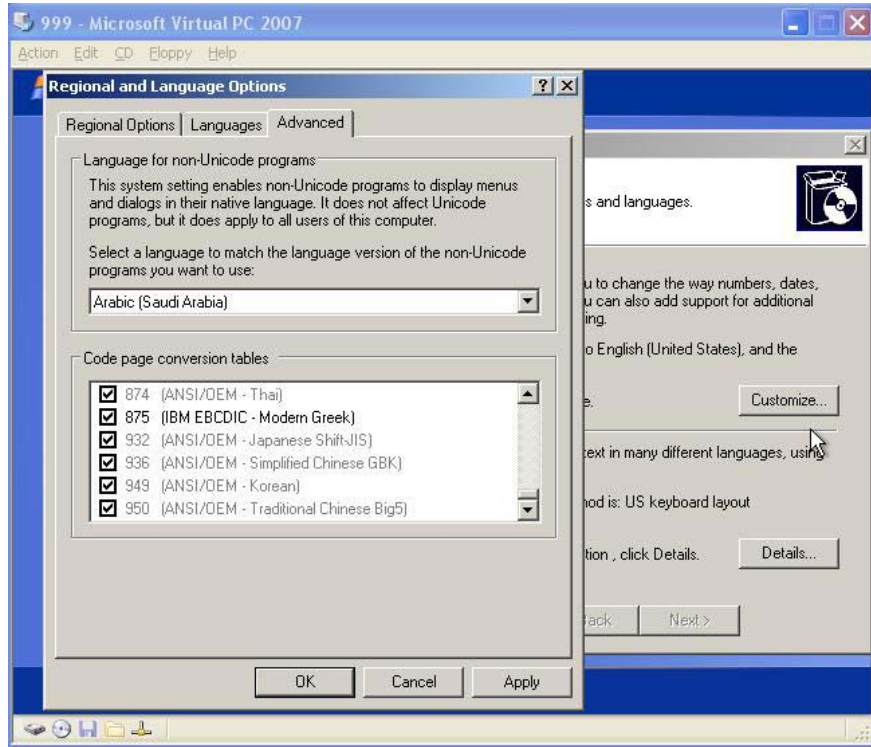 999 - Microsoft Virtual PC 2007
Action Edit CD Floppy Help
Regional and Language Options
Regional Options Languages Advanced
Language for non-Unicode programs
This system setting enables non-Unicode programs to display menus
and dialogs in their native language. It does not affect Unicode
programs, but it does apply to all users of this computer.
Select a language to match the language version of the non-Unicode
programs you want to use:
Arabic (Saudi Arabia)
Code page conversion tables
874 (ANSI/OEM - Thai)
875 (IBM EBCDIC - Modern Greek)
932 (ANSI/OEM - Japanese Shift-JIS)
936 (ANSI/OEM - Simplified Chinese GBK)
949 (ANSI/OEM - Korean)
950 (ANSI/OEM - Traditional Chinese Big5)
OK Cancel Apply
s and languages.
u to change the way numbers, dates,
u can also add support for additional
ing.
o English (United States), and the
e.
Customize...
text in many different languages, using
nod is: US keyboard layout
tion , click Details.
Details...
Back Next >